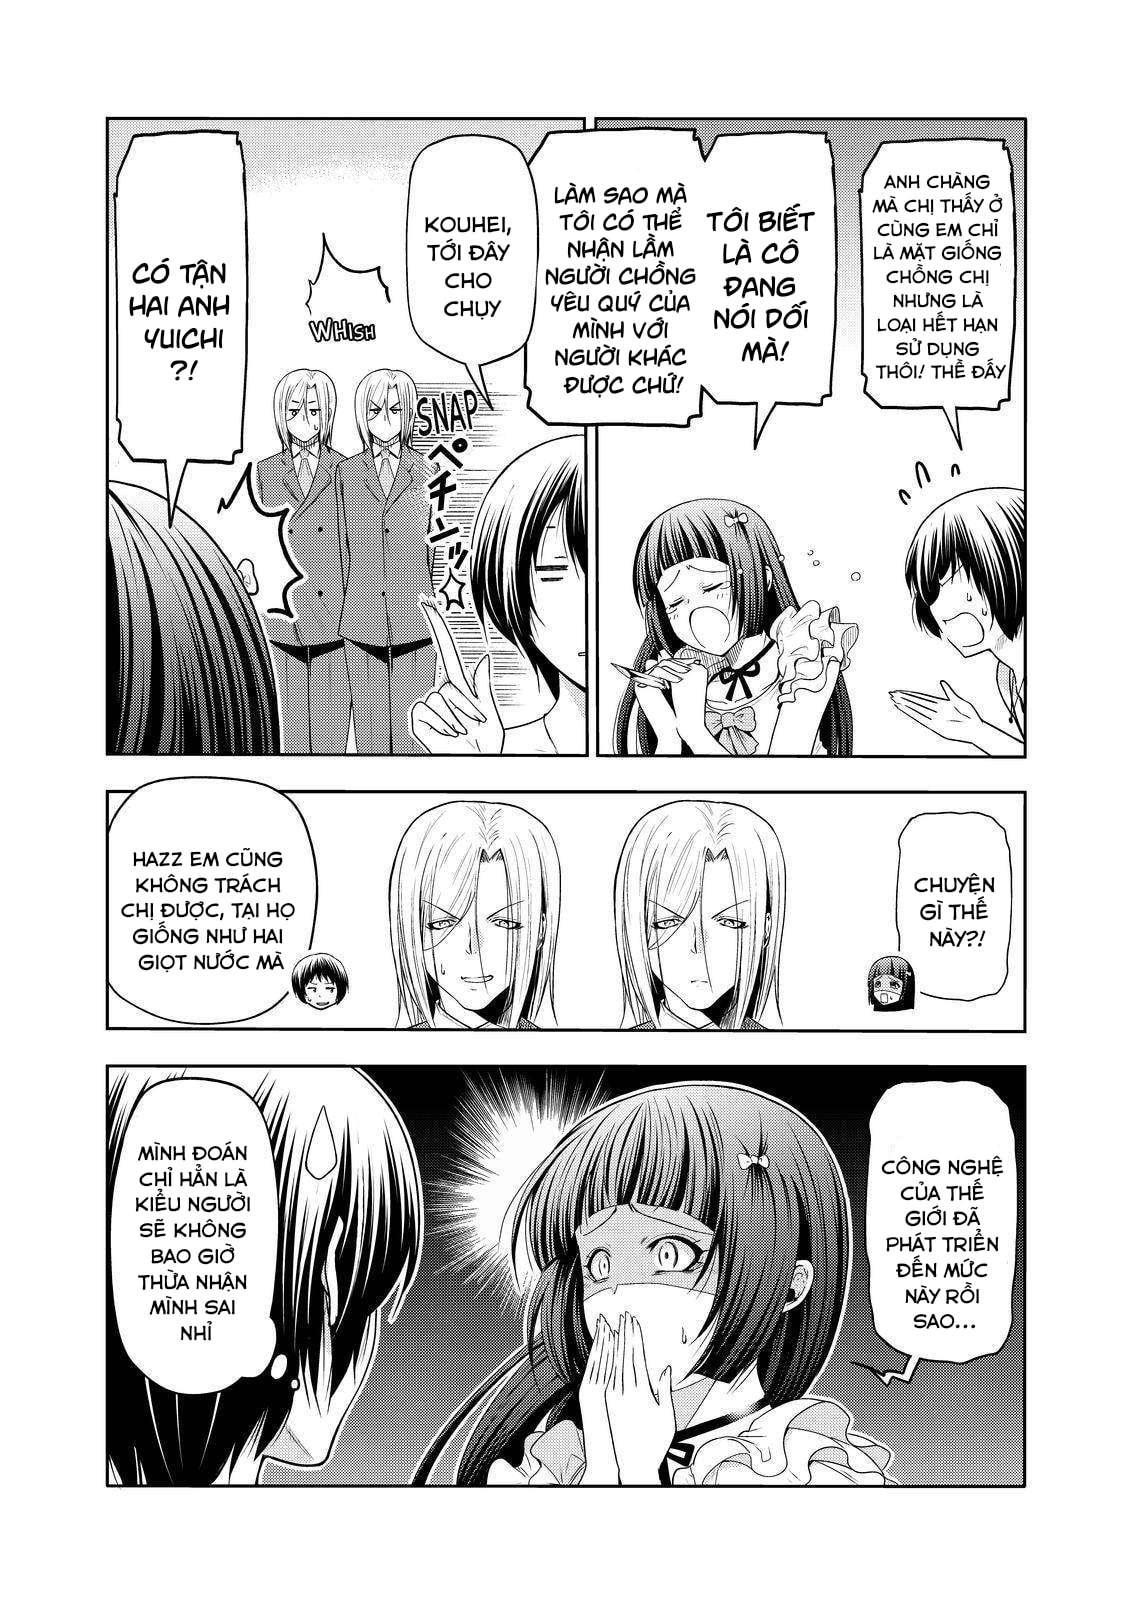 ANH CHÀNG
MÀ CHỊ THẤY Ở
CÙNG EM CHỈ
LÀ MẶT GIỐNG
CHỒNG CHỊ
NHƯNG LÀ
LOẠI HẾT HẠN
SỬ DỤNG
THÔI! THỀ ĐẤY
TÔI BIẾT
LÀ CÔ
ĐANG
NÓI DỐI
MÀ!
LÀM SAO MÀ
TÔI CÓ THỂ
NHẬN LẦM
NGƯỜI CHỒNG
YÊU QUÝ CỦA
MÌNH VỚI
NGƯỜI KHÁC
ĐƯỢC CHỨ!
KOUHEI,
TỚI ĐÂY
CHO
CHỤY
SNAP
ペチンッ
WHISH
CÓ TẬN
HAI ANH
YUICHI
?!
CHUYỆN
GÌ THẾ
NÀY?!
HAZZ EM CŨNG
KHÔNG TRÁCH
CHỊ ĐƯỢC, TẠI HỌ
GIỐNG NHƯ HAI
GIỌT NƯỚC MÀ
CÔNG NGHỆ
CỦA THẾ
GIỚI ĐÃ
PHÁT TRIỂN
ĐẾN MỨC
NÀY RỒI
SAO...
MÌNH ĐOÁN
CHỈ HẲN LÀ
KIỂU NGƯỜI
SẼ KHÔNG
BAO GIỜ
THỪA NHẬN
MÌNH SAI
NHỈ